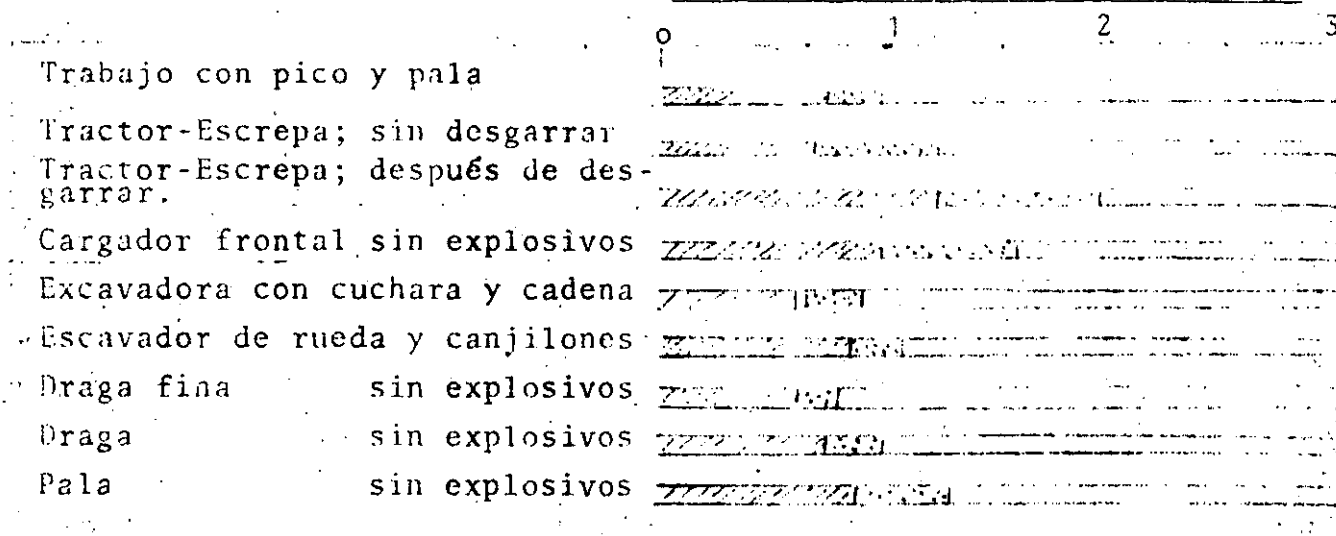 0 1 2 3
Trabajo con pico y pala
Tractor-Escrepa; sin desgarrar
Tractor-Escrepa; después de des-
garrar.
Cargador frontal sin explosivos
Excavadora con cuchara y cadena
Escavador de rueda y canjilones
Draga fina sin explosivos
Draga sin explosivos
Pala sin explosivos